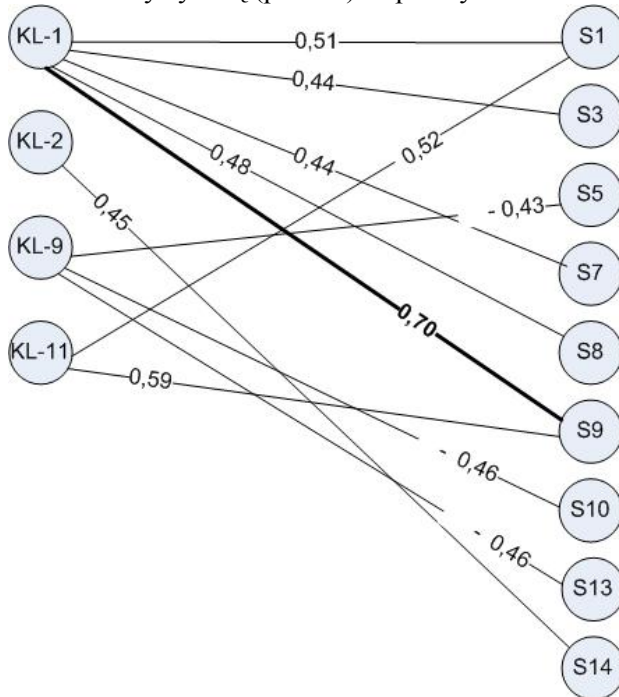 KL-1
0,51
S1
0,44
S3
KL-2
0,48
0,44
0,52
0,45
- 0,43
S5
KL-9
S7
0,70
KL-11
S8
0,59
S9
- 0,46
S10
- 0,46
S13
S14